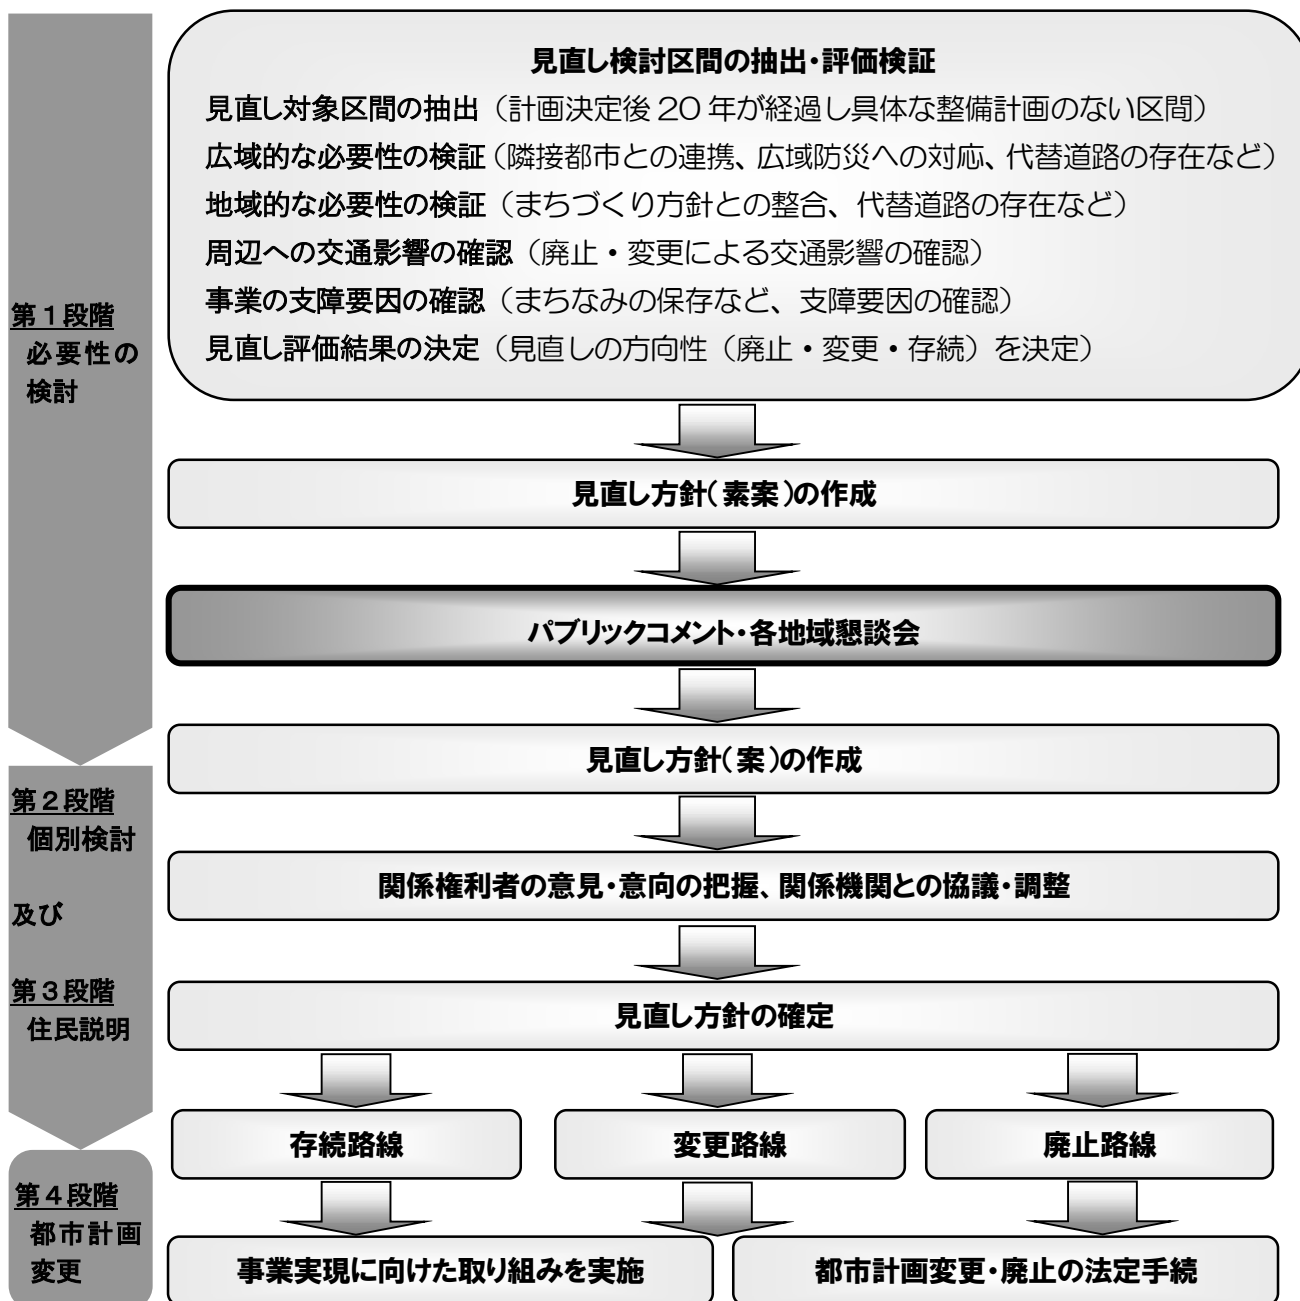 第１段階
必要性の
検討
見直し検討区間の抽出・評価検証
見直し対象区間の抽出（計画決定後 20 年が経過し具体な整備計画のない区間）
広域的な必要性の検証（隣接都市との連携、広域防災への対応、代替道路の存在など）
地域的な必要性の検証（まちづくり方針との整合、代替道路の存在など）
周辺への交通影響の確認（廃止・変更による交通影響の確認）
事業の支障要因の確認（まちなみの保存など、支障要因の確認）
見直し評価結果の決定（見直しの方向性（廃止・変更・存続）を決定）
見直し方針（素案）の作成
パブリックコメント・各地域懇談会
見直し方針（案）の作成
第２段階
個別検討
及び
第３段階
住民説明
関係権利者の意見・意向の把握、関係機関との協議・調整
見直し方針の確定
存続路線
変更路線
廃止路線
第４段階
都市計画
変更
事業実現に向けた取り組みを実施
都市計画変更・廃止の法定手続